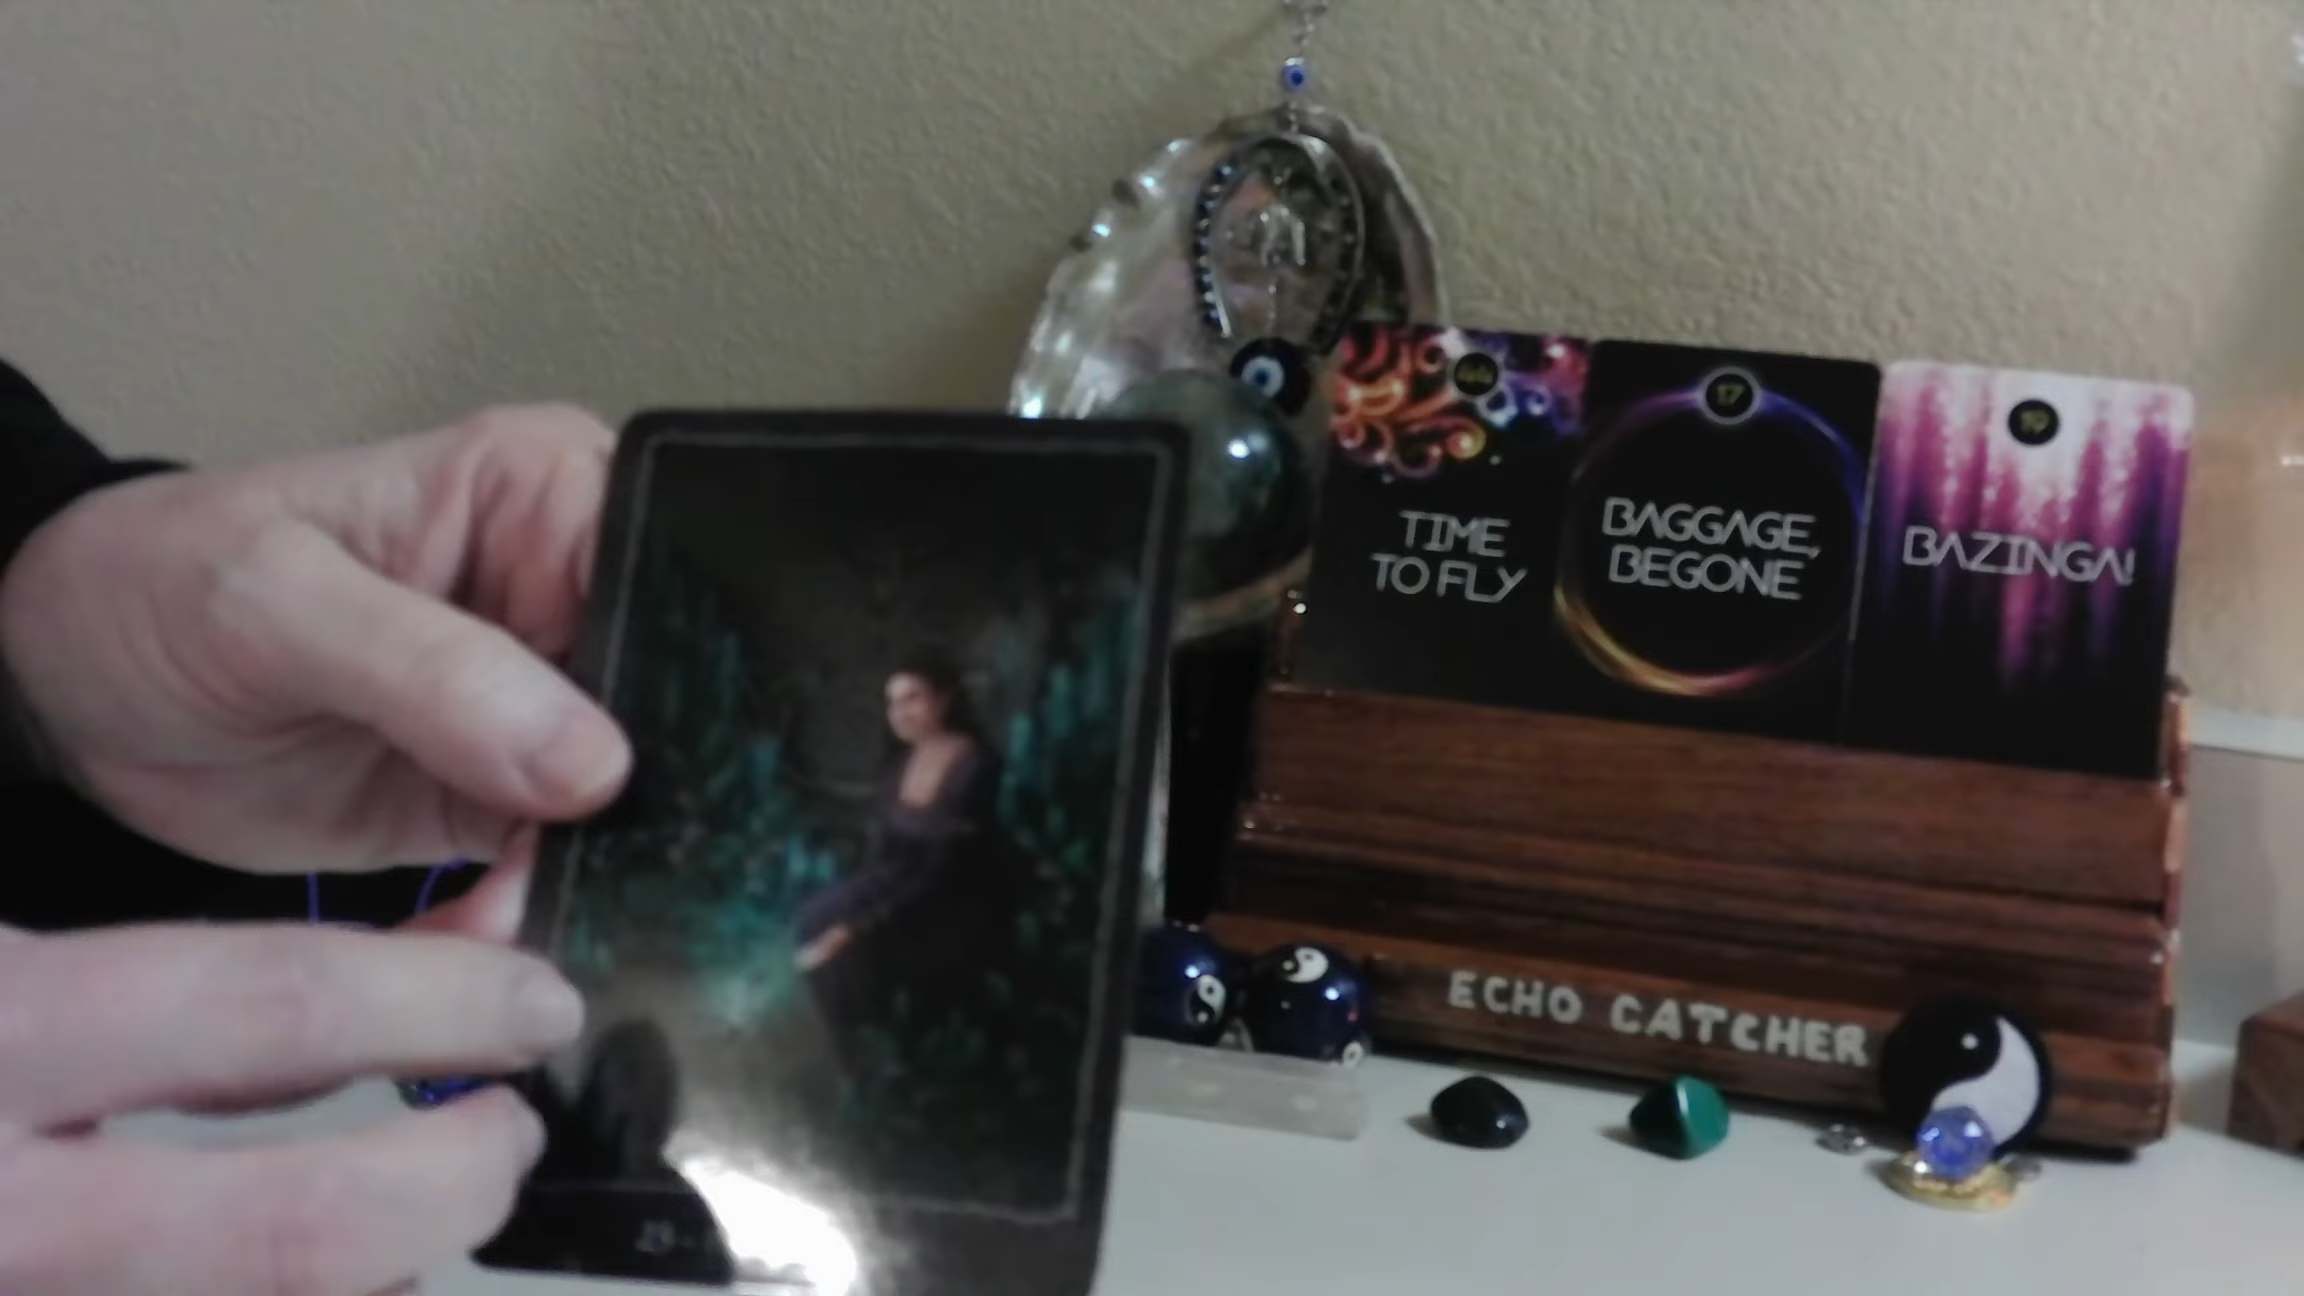 TIME
TO FLY
17
BAGGAGE,
BEGONE
19
BAZINGA!
ECHO CATCHER